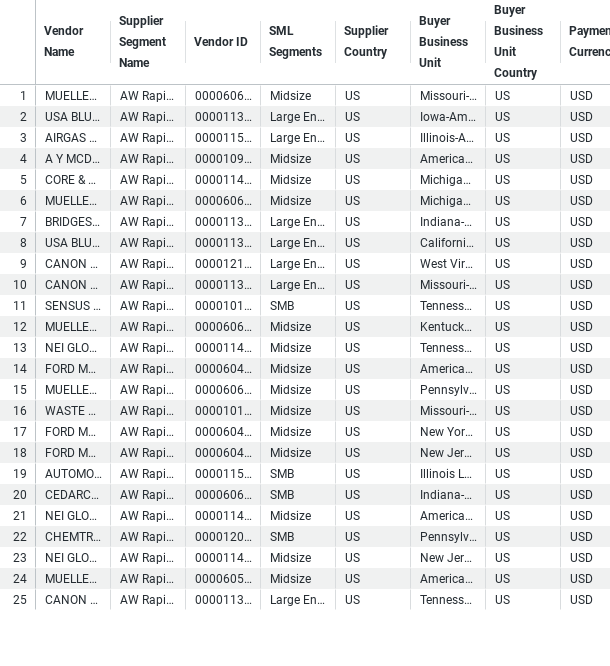 Vendor Name | Supplier Segment Name | Vendor ID | SML Segments | Supplier Country | Buyer Business Unit | Buyer Business Unit Country | Paymen Currenc
1 MUELLE... AW Rapi... 0000606... Midsize US Missouri-... US USD
2 USA BLU... AW Rapi... 0000113... Large En... US Iowa-Am... US USD
3 AIRGAS ... AW Rapi... 0000115... Large En... US Illinois-A... US USD
4 A Y MCD... AW Rapi... 0000109... Midsize US America... US USD
5 CORE & ... AW Rapi... 0000114... Midsize US Michiga... US USD
6 MUELLE... AW Rapi... 0000606... Midsize US Michiga... US USD
7 BRIDGES... AW Rapi... 0000113... Large En... US Indiana-... US USD
8 USA BLU... AW Rapi... 0000113... Large En... US Californi... US USD
9 CANON ... AW Rapi... 0000121... Large En... US West Vir... US USD
10 CANON ... AW Rapi... 0000113... Large En... US Missouri-... US USD
11 SENSUS ... AW Rapi... 0000101... SMB US Tenness... US USD
12 MUELLE... AW Rapi... 0000606... Midsize US Kentuck... US USD
13 NEI GLO... AW Rapi... 0000114... Midsize US Tenness... US USD
14 FORD M... AW Rapi... 0000604... Midsize US America... US USD
15 MUELLE... AW Rapi... 0000606... Midsize US Pennsylv... US USD
16 WASTE ... AW Rapi... 0000101... Midsize US Missouri-... US USD
17 FORD M... AW Rapi... 0000604... Midsize US New Yor... US USD
18 FORD M... AW Rapi... 0000604... Midsize US New Jer... US USD
19 AUTOMO... AW Rapi... 0000115... SMB US Illinois L... US USD
20 CEDARC... AW Rapi... 0000606... SMB US Indiana-... US USD
21 NEI GLO... AW Rapi... 0000114... Midsize US America... US USD
22 CHEMTR... AW Rapi... 0000120... SMB US Pennsylv... US USD
23 NEI GLO... AW Rapi... 0000114... Midsize US New Jer... US USD
24 MUELLE... AW Rapi... 0000605... Midsize US America... US USD
25 CANON ... AW Rapi... 0000113... Large En... US Tenness... US USD